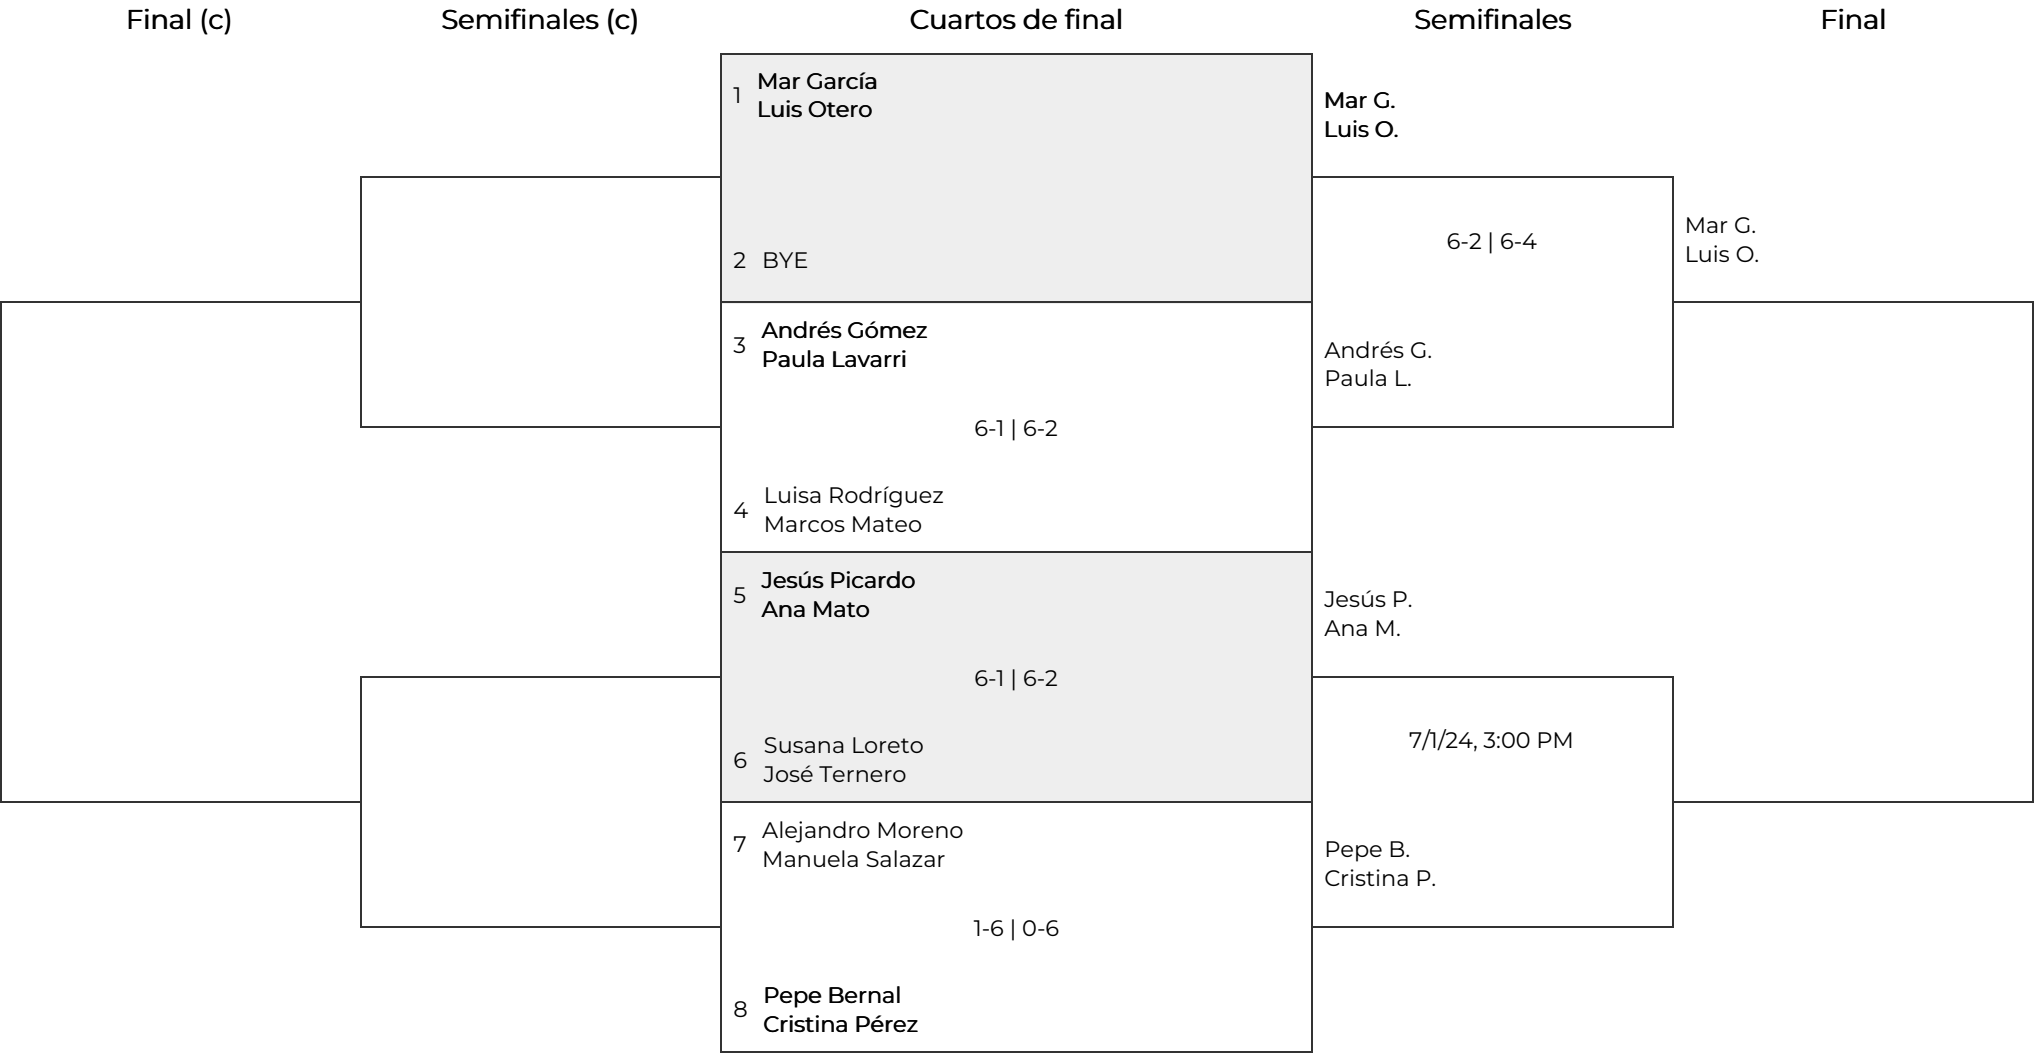 Final (c)
Semifinales (c)
Cuartos de final
Semifinales
Final
1
Mar García
Luis Otero
2 BYE
3
Andrés Gómez
Paula Lavarri
6-1 | 6-2
4
Luisa Rodríguez
Marcos Mateo
5
Jesús Picardo
Ana Mato
6-1 | 6-2
6
Susana Loreto
José Ternero
7
Alejandro Moreno
Manuela Salazar
1-6 | 0-6
8
Pepe Bernal
Cristina Pérez
Mar G.
Luis O.
6-2 | 6-4
Andrés G.
Paula L.
Jesús P.
Ana M.
7/1/24, 3:00 PM
Pepe B.
Cristina P.
Mar G.
Luis O.